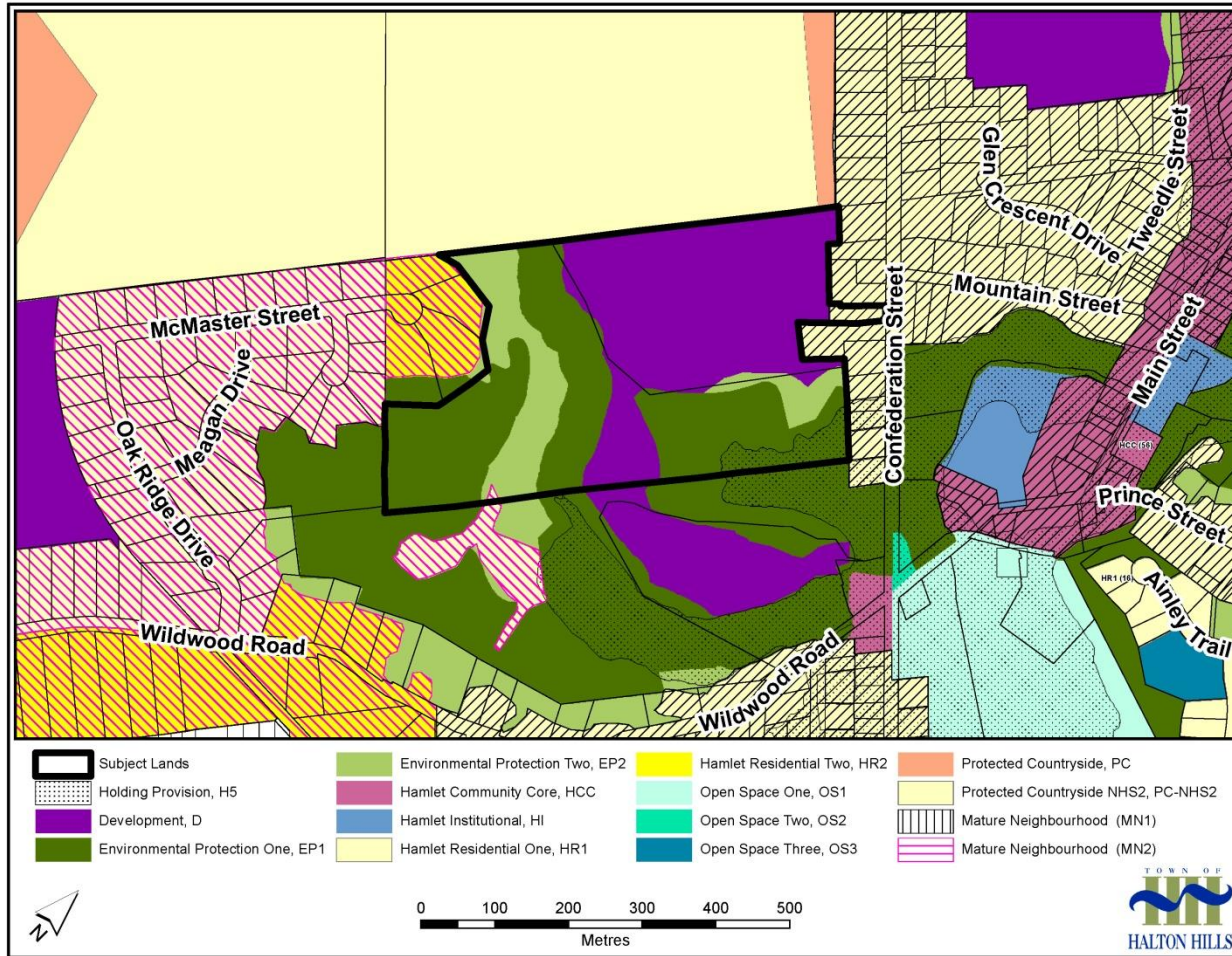 Glen
Crescent Drive
Tweedle Street
McMaster Street
Mountain Street
Confederation Street
Main Street
Meagan Drive
Oak Ridge Drive
HCC (56)
Prince Street
HR1 (16)
Ainley Trail
Wildwood Road
Wildwood Road
Subject Lands
Holding Provision, H5
Development, D
Environmental Protection One, EP1
Environmental Protection Two, EP2
Hamlet Community Core, HCC
Hamlet Institutional, HI
Hamlet Residential One, HR1
Hamlet Residential Two, HR2
Open Space One, OS1
Open Space Two, OS2
Open Space Three, OS3
Protected Countryside, PC
Protected Countryside NHS2, PC-NHS2
Mature Neighbourhood (MN1)
Mature Neighbourhood (MN2)
N
0 100 200 300 400 500
Metres
TOWN OF
HALTON HILLS